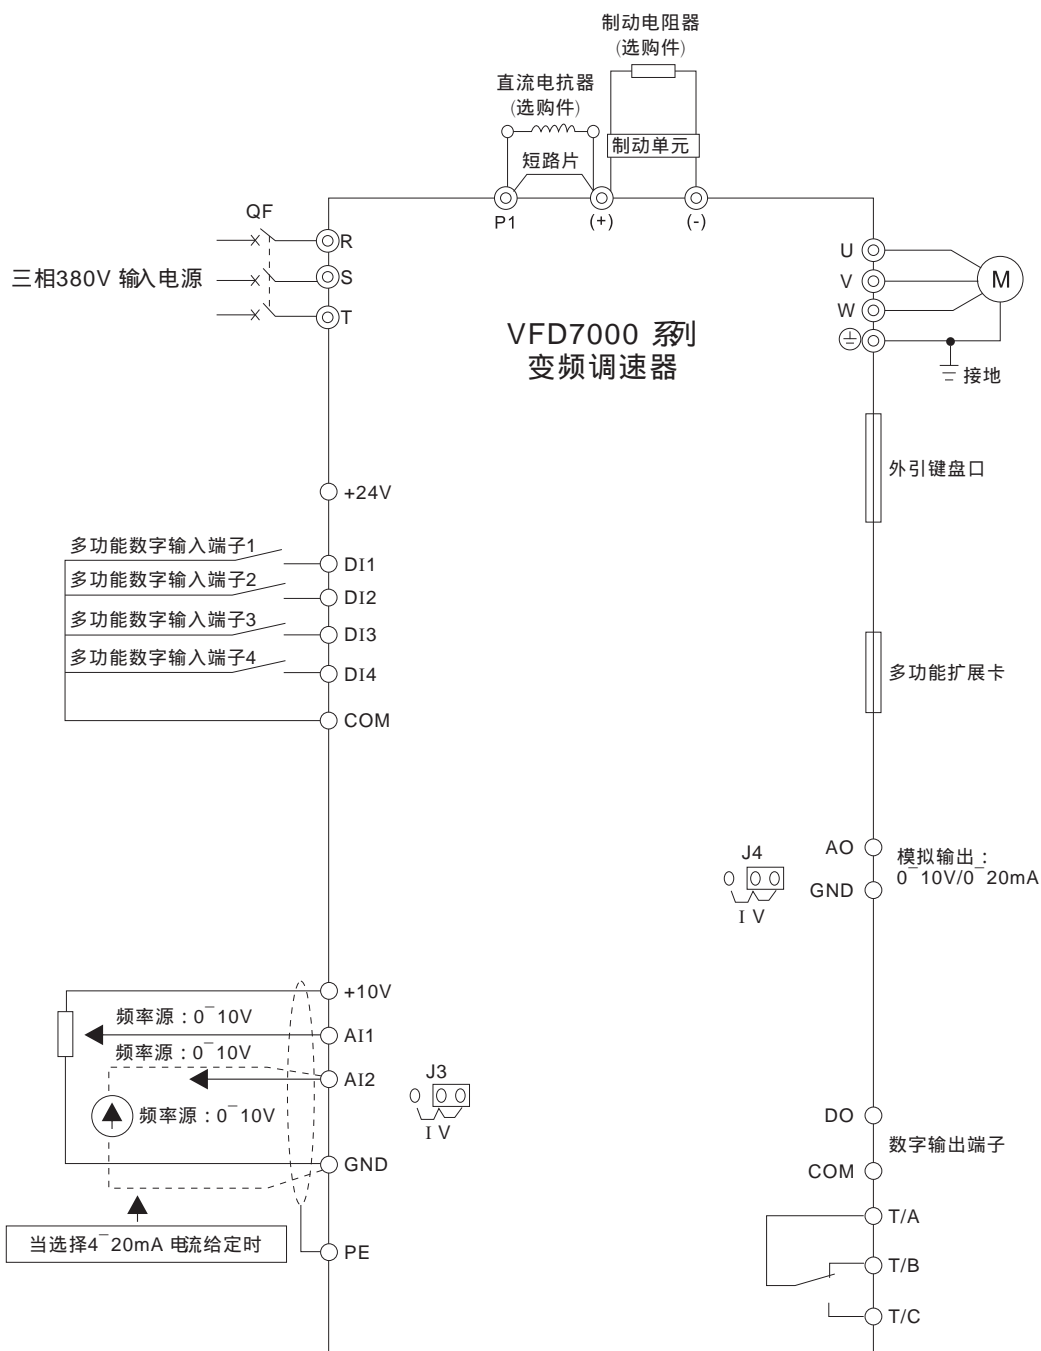 制动电阻器
(选购件)
直流电抗器
(选购件)
制动单元
短路片
P1
(+)
(-)
QF
R
三相380V 输入电源
S
T
U
V
M
W
VFD7000 系列
变频调速器
接地
外引键盘口
+24V
多功能数字输入端子1
DI1
多功能数字输入端子2
DI2
多功能数字输入端子3
DI3
多功能数字输入端子4
DI4
COM
多功能扩展卡
J4
I V
AO
GND
模拟输出：
0¯10V/0¯20mA
+10V
频率源：0¯10V
AI1
频率源：0¯10V
AI2
J3
I V
频率源：0¯10V
GND
当选择4¯20mA 电流给定时
PE
DO
数字输出端子
COM
T/A
T/B
T/C